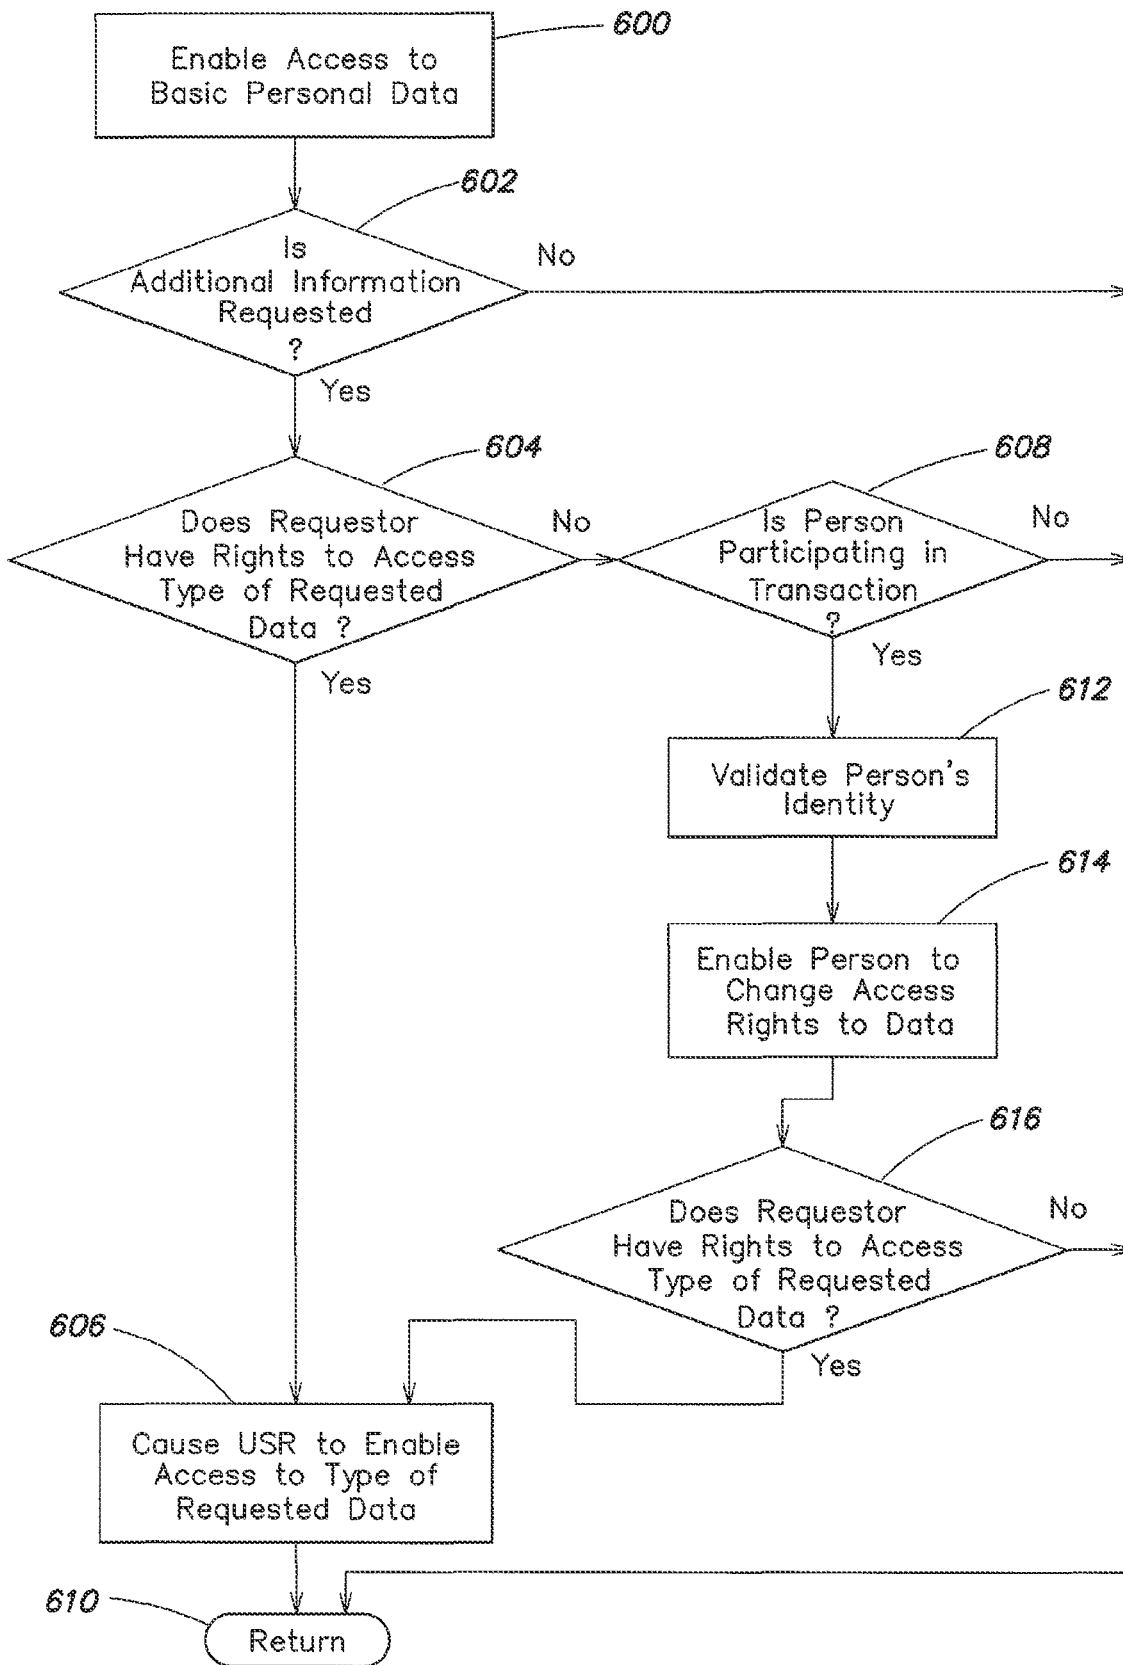 600
Enable Access to
Basic Personal Data
602
Is
Additional Information
Requested
?
No
Yes
604
Does Requestor
Have Rights to Access
Type of Requested
Data ?
No
Yes
608
Is Person
Participating in
Transaction
?
No
Yes
612
Validate Person's
Identity
614
Enable Person to
Change Access
Rights to Data
616
Does Requestor
Have Rights to Access
Type of Requested
Data ?
No
Yes
606
Cause USR to Enable
Access to Type of
Requested Data
610
Return